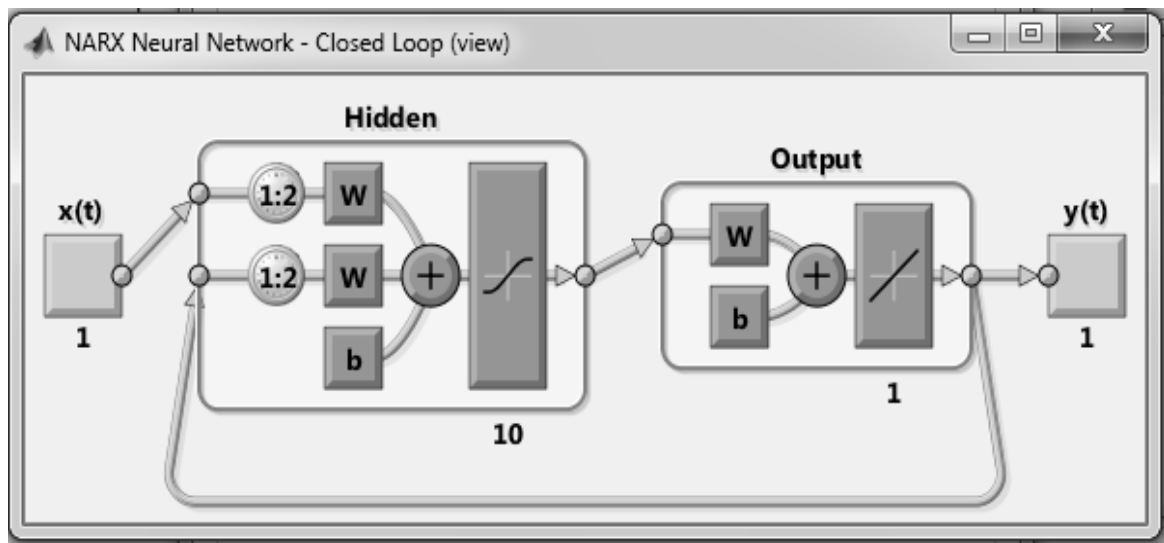 NARX Neural Network - Closed Loop (view)
Hidden
Output
x(t)
1:2
W
1:2
W
b
+
10
1
W
b
+
1
y(t)
1